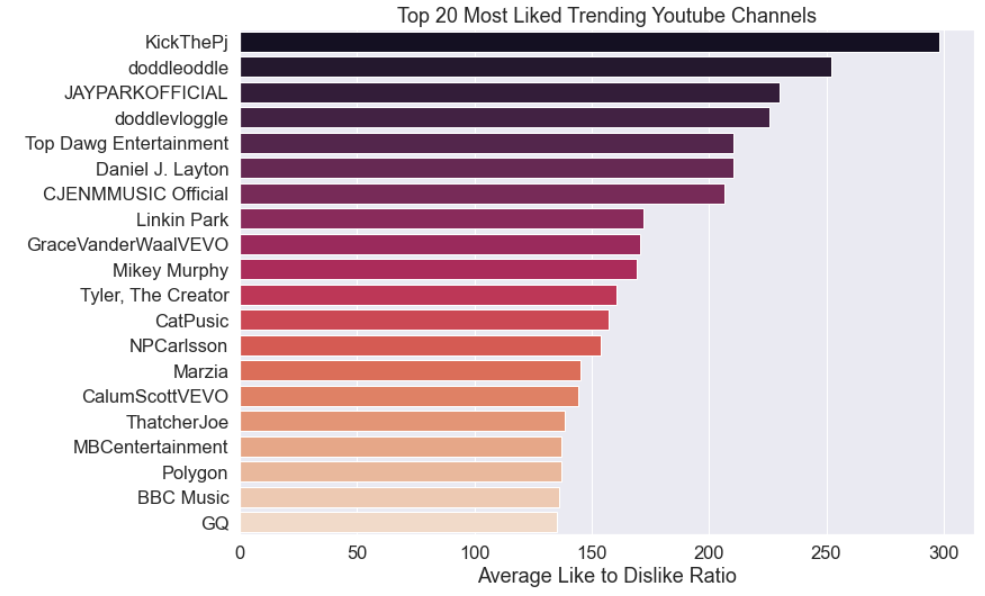 Top 20 Most Liked Trending Youtube Channels
KickThePj
doddleoddle
JAYPARKOFFICIAL
doddlevloggle
Top Dawg Entertainment
Daniel J. Layton
CJENMMUSIC Official
Linkin Park
GraceVanderWaalVEVO
Mikey Murphy
Tyler, The Creator
CatPusic
NPCarlsson
Marzia
CalumScottVEVO
ThatcherJoe
MBCentertainment
Polygon
BBC Music
GQ
0 50 100 150 200 250 300
Average Like to Dislike Ratio